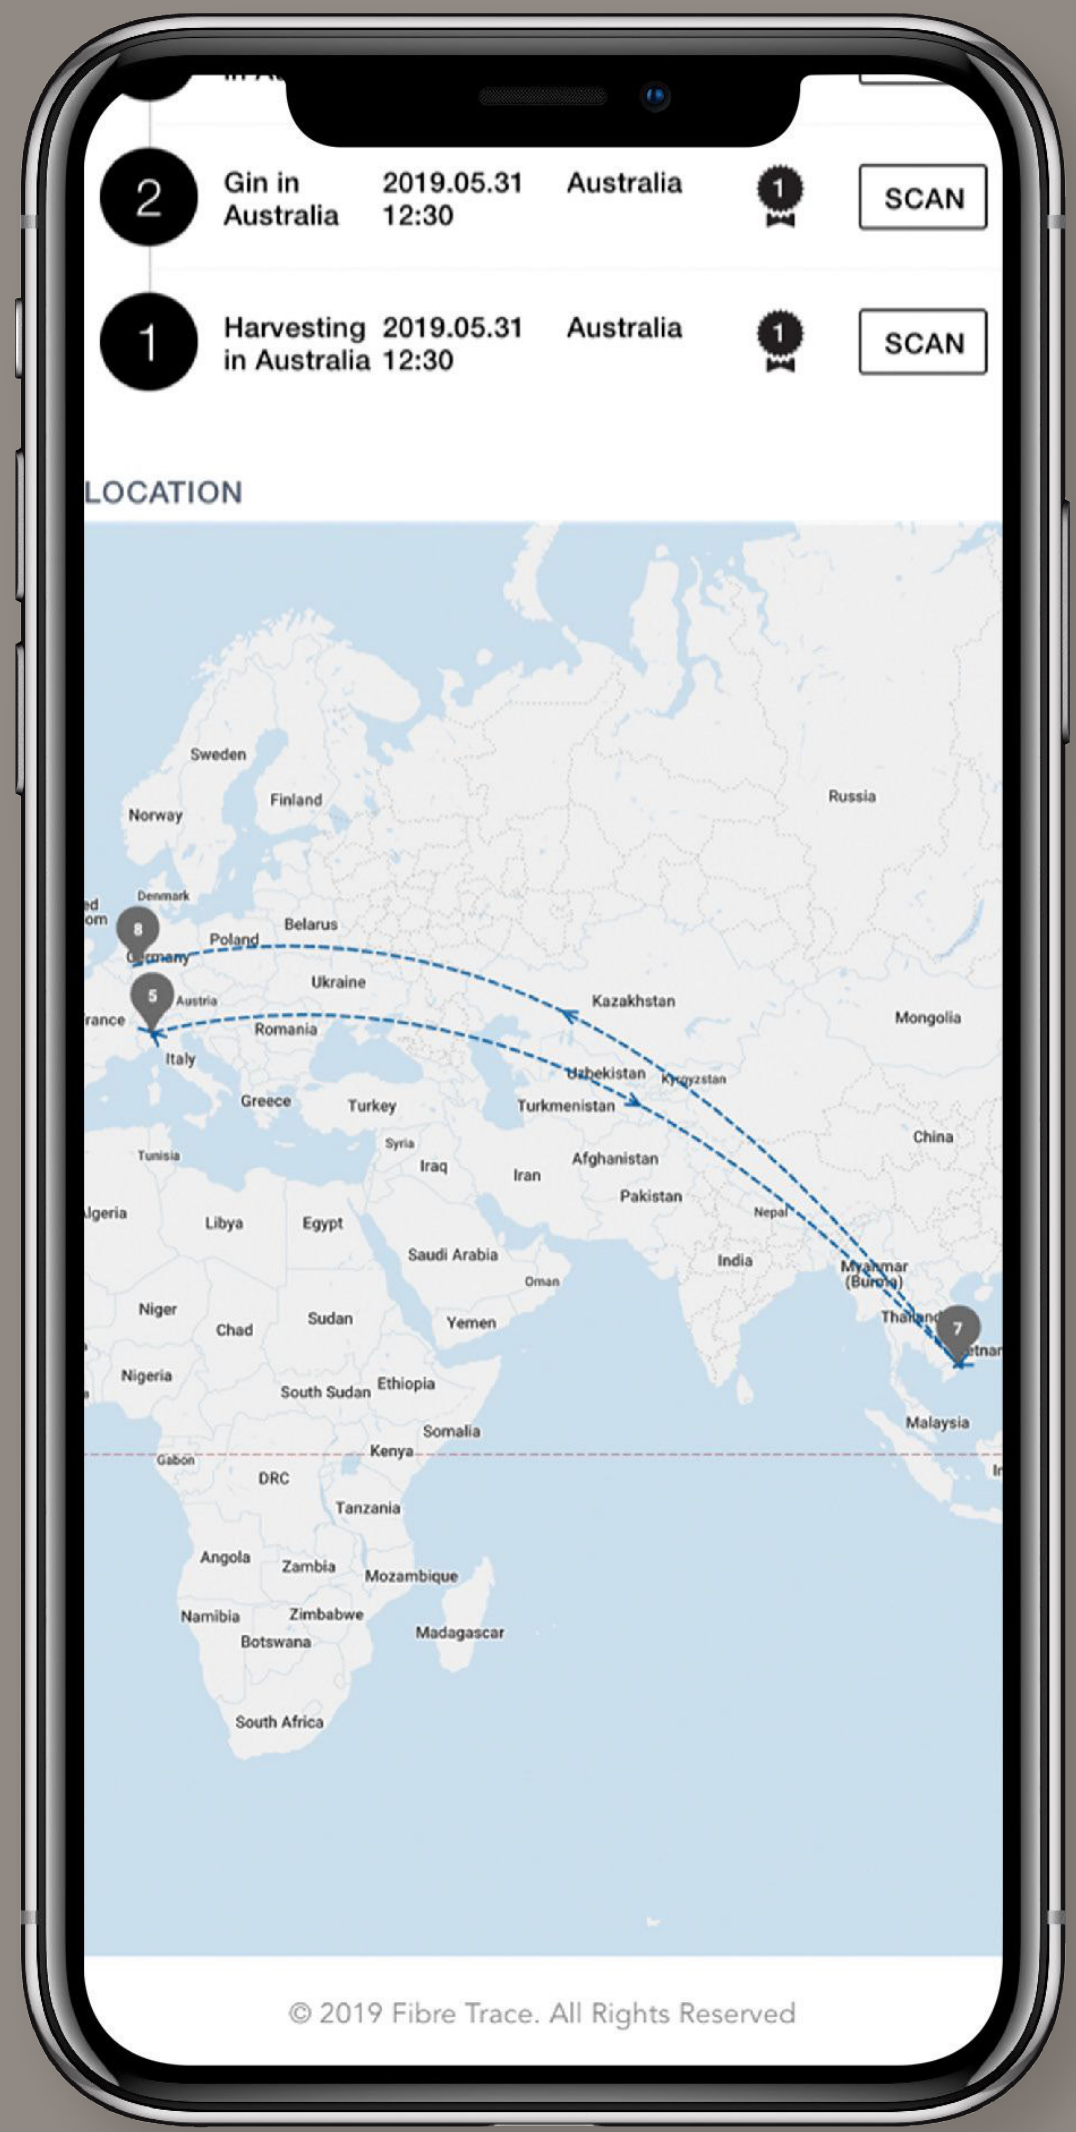 2
Gin in
Australia
2019.05.31
12:30
Australia
1
SCAN
1
Harvesting
in Australia
2019.05.31
12:30
Australia
1
SCAN
LOCATION
Sweden
Finland
Norway
Russia
Denmark
8
Belarus
Poland
Germany
Ukraine
5
Austria
Kazakhstan
Romania
Mongolia
Italy
Uzbekistan
Kyrgyzstan
Greece
Turkey
Turkmenistan
China
Syria
Tunisia
Iraq
Iran
Afghanistan
Pakistan
Nepal
Libya
Egypt
Saudi Arabia
India
Oman
Myanmar
(Burma)
Niger
Chad
Sudan
Yemen
Thailand
7
Nigeria
South Sudan
Ethiopia
Somalia
Malaysia
Gabon
Kenya
DRC
Tanzania
Angola
Zambia
Mozambique
Namibia
Zimbabwe
Botswana
Madagascar
South Africa
© 2019 Fibre Trace. All Rights Reserved